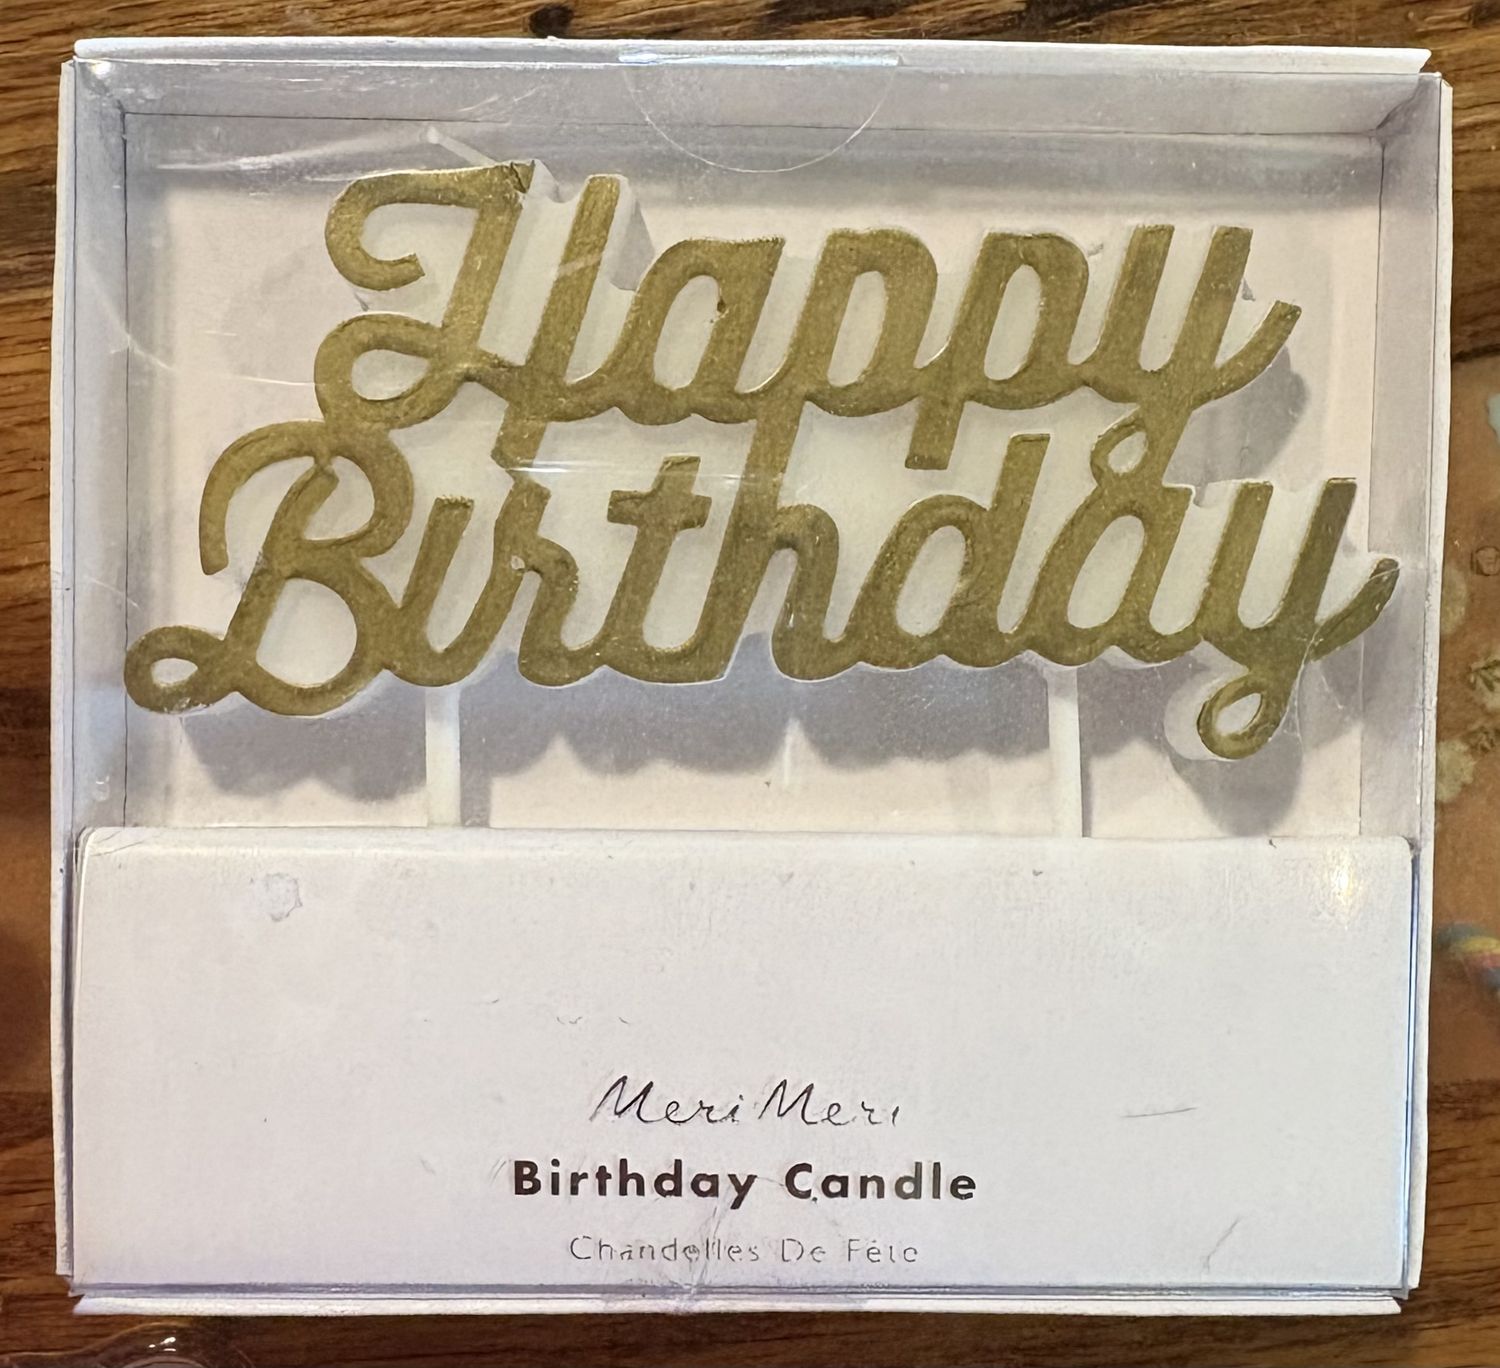 Happy
Birthday
Meri Meri
Birthday Candle
Chandelles De Fête